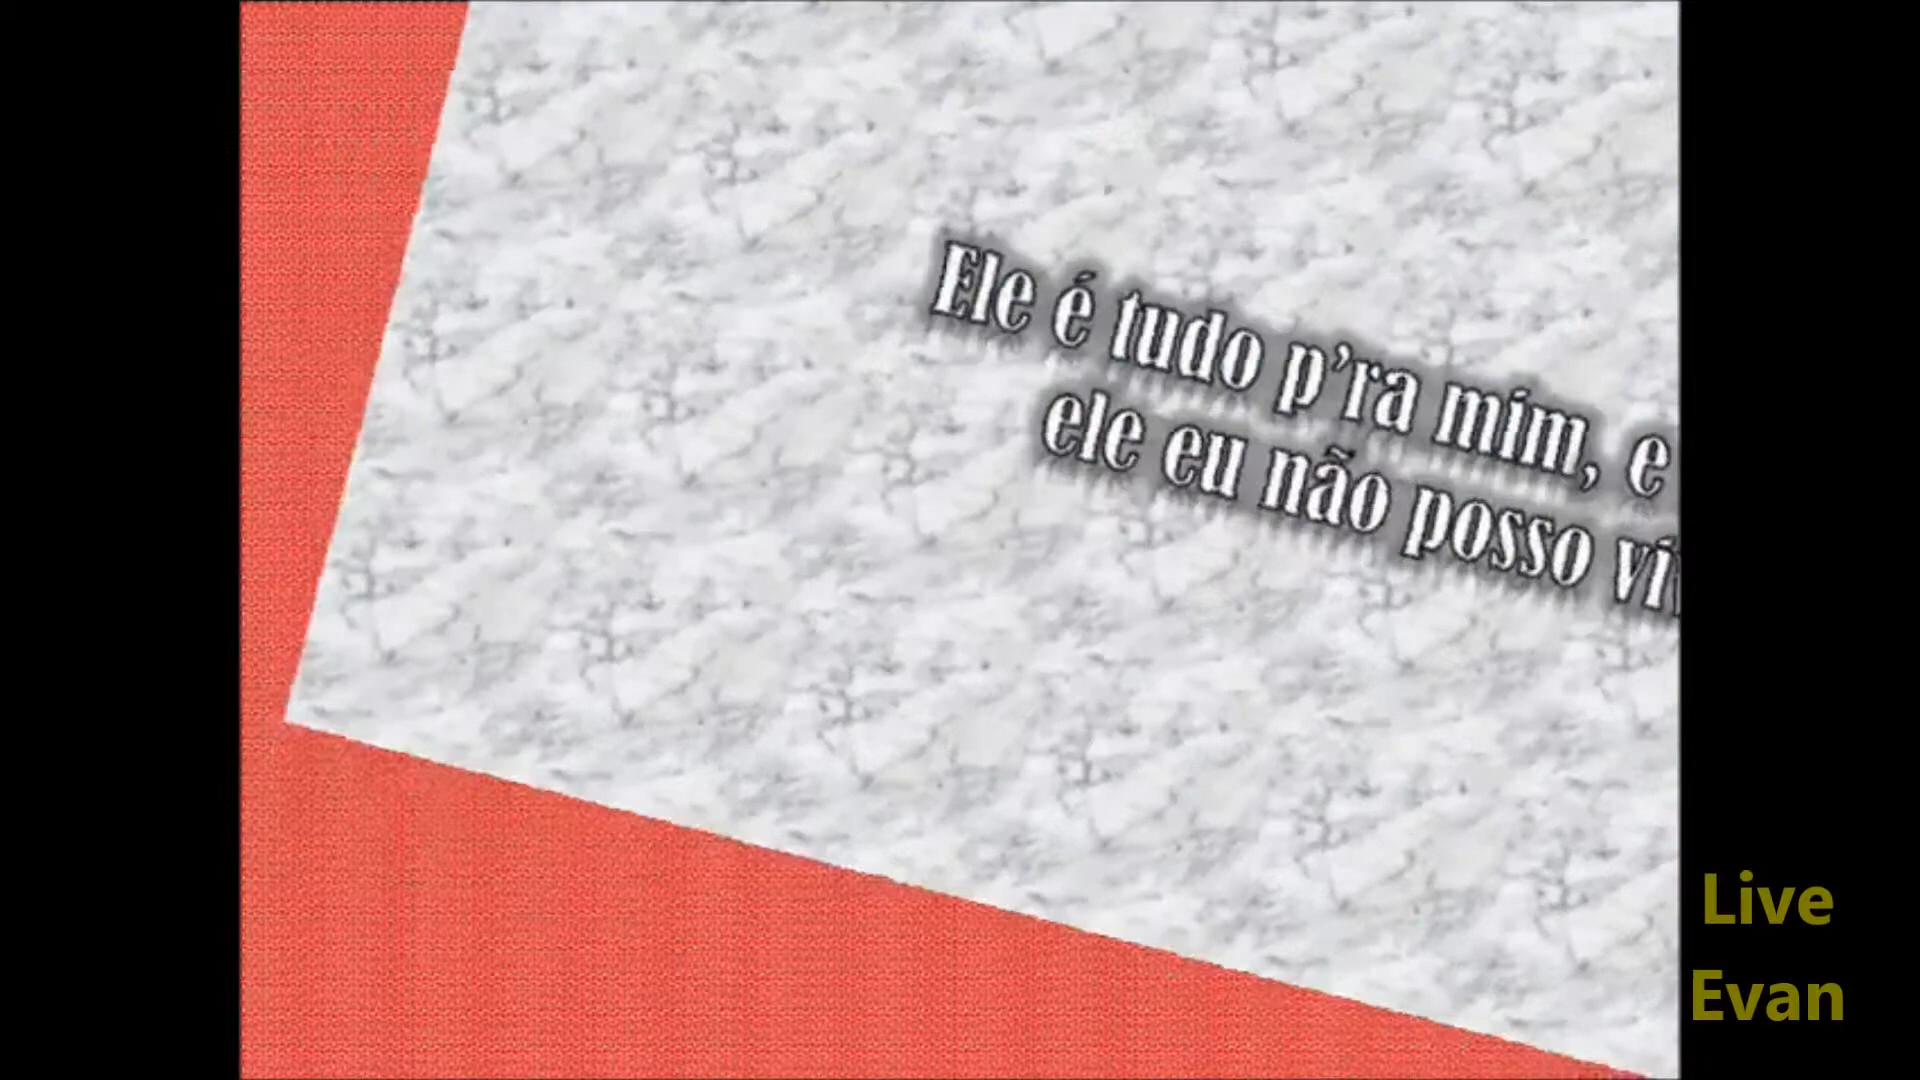 Ele é tudo p'ra mim, e
ele eu não posso
Live
Evan